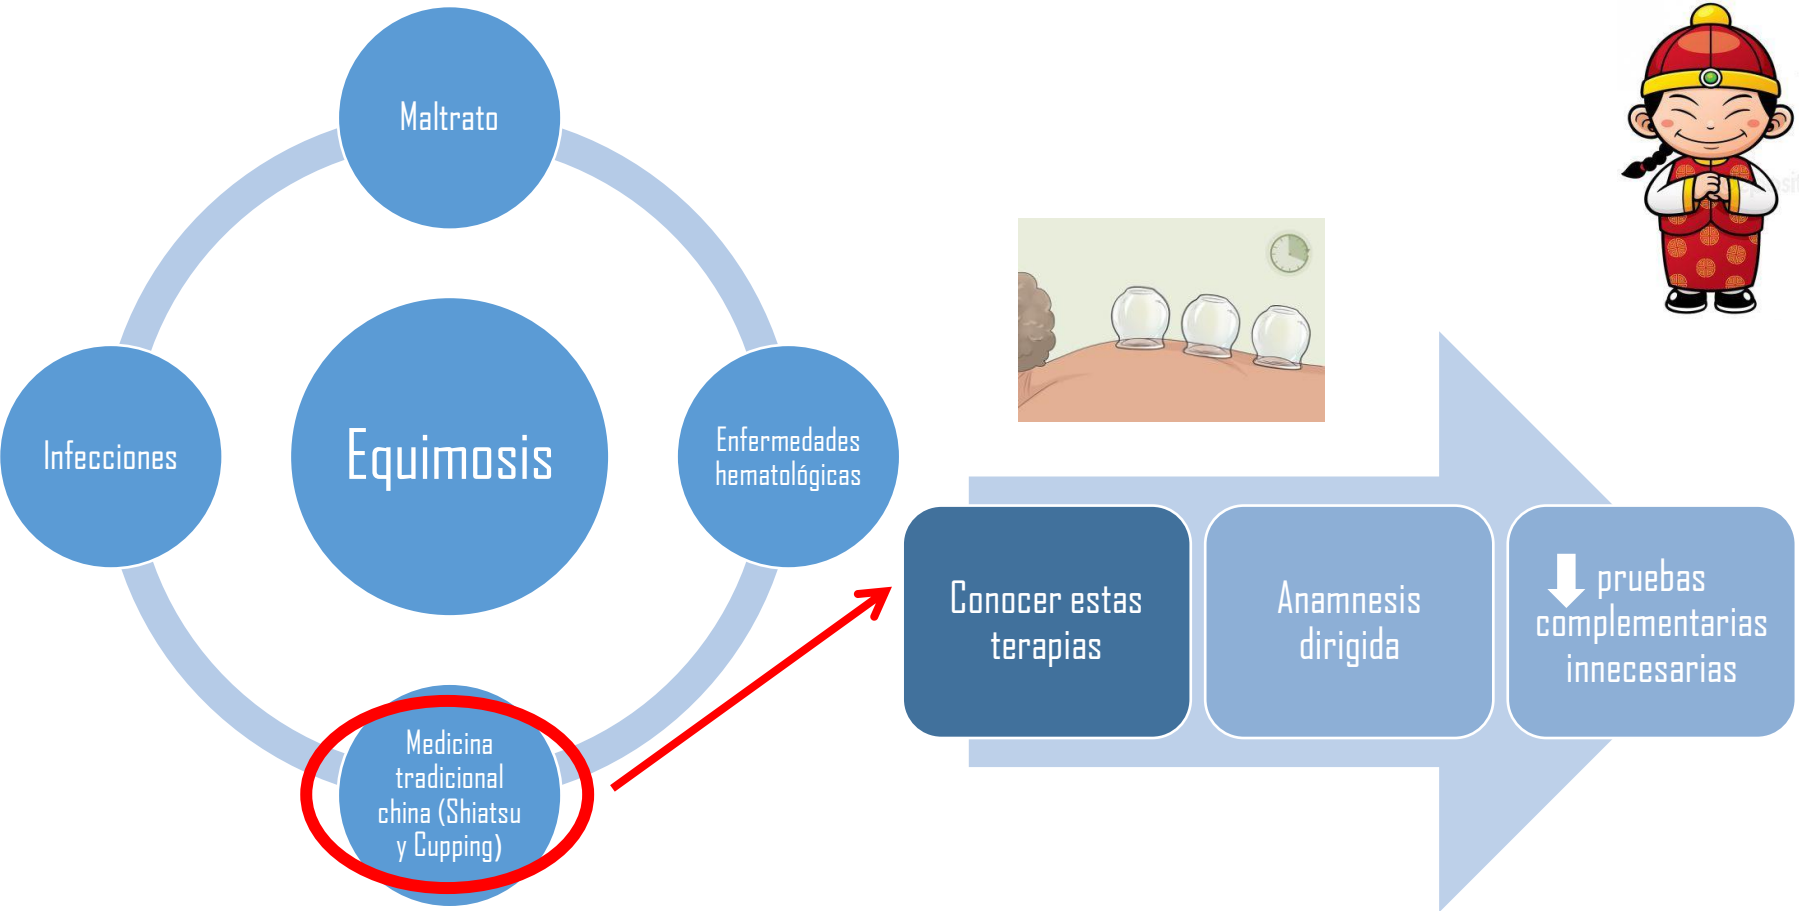 Maltrato
Infecciones
Equimosis
Enfermedades
hematológicas
Medicina
tradicional
china (Shiatsu
y Cupping)
Conocer estas
terapias
Anamnesis
dirigida
pruebas
complementarias
innecesarias